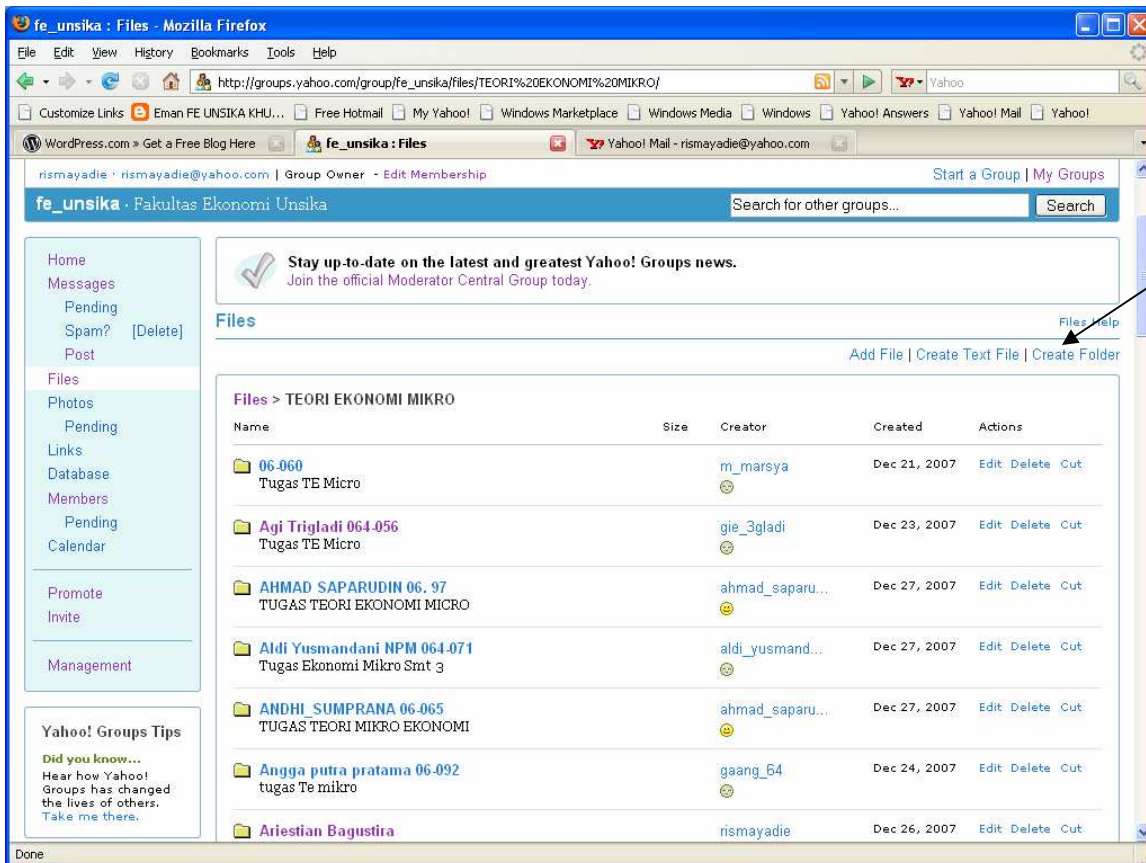 fe_unsika : Files - Mozilla Firefox
File Edit View History Bookmarks Tools Help
http://groups.yahoo.com/group/fe_unsika/files/TEORI%20EKONOMI%20MIKRO/ Yahoo
Customize Links Eman FE UNSIKA KHU... Free Hotmail My Yahoo! Windows Marketplace Windows Media Windows Yahoo! Answers Yahoo! Mail Yahoo!
WordPress.com » Get a Free Blog Here fe_unsika : Files Yahoo! Mail - rismayadie@yahoo.com
rismayadie · rismayadie@yahoo.com | Group Owner - Edit Membership Start a Group | My Groups
fe_unsika · Fakultas Ekonomi Unsika Search for other groups... Search
Home
Messages
Pending
Spam? [Delete]
Post
Files
Photos
Pending
Links
Database
Members
Pending
Calendar
Promote
Invite
Management
Yahoo! Groups Tips
Did you know...
Hear how Yahoo!
Groups has changed
the lives of others.
Take me there.
Stay up-to-date on the latest and greatest Yahoo! Groups news.
Join the official Moderator Central Group today.
Files Files Help
Add File | Create Text File | Create Folder
Files > TEORI EKONOMI MIKRO
Name Size Creator Created Actions
06-060 m_marsya Dec 21, 2007 Edit Delete Cut
Tugas TE Micro
Agi Trigladi 064-056 gie_3gladi Dec 23, 2007 Edit Delete Cut
Tugas TE Micro
AHMAD SAPARUDIN 06. 97 ahmad_saparu... Dec 27, 2007 Edit Delete Cut
TUGAS TEORI EKONOMI MICRO
Aldi Yusmandani NPM 064-071 aldi_yusmand... Dec 27, 2007 Edit Delete Cut
Tugas Ekonomi Mikro Smt 3
ANDHI_SUMPRANA 06-065 ahmad_saparu... Dec 27, 2007 Edit Delete Cut
TUGAS TEORI MIKRO EKONOMI
Angga putra pratama 06-092 gaang_64 Dec 24, 2007 Edit Delete Cut
tugas Te mikro
Ariestian Bagustira rismayadie Dec 26, 2007 Edit Delete Cut
Done